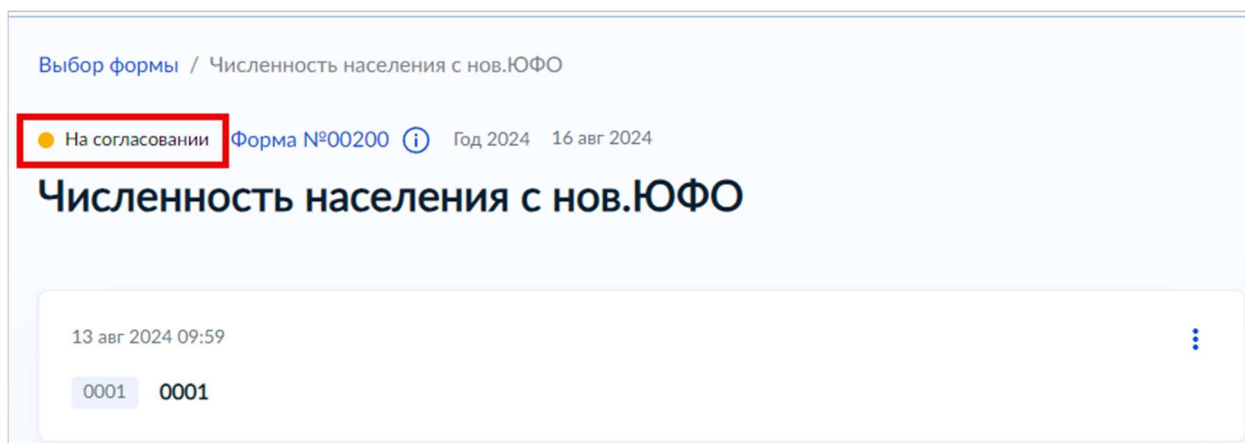 Выбор формы / Численность населения с нов.ЮФО
На согласовании Форма №00200 i Год 2024 16 авг 2024
Численность населения с нов.ЮФО
13 авг 2024 09:59
0001 0001